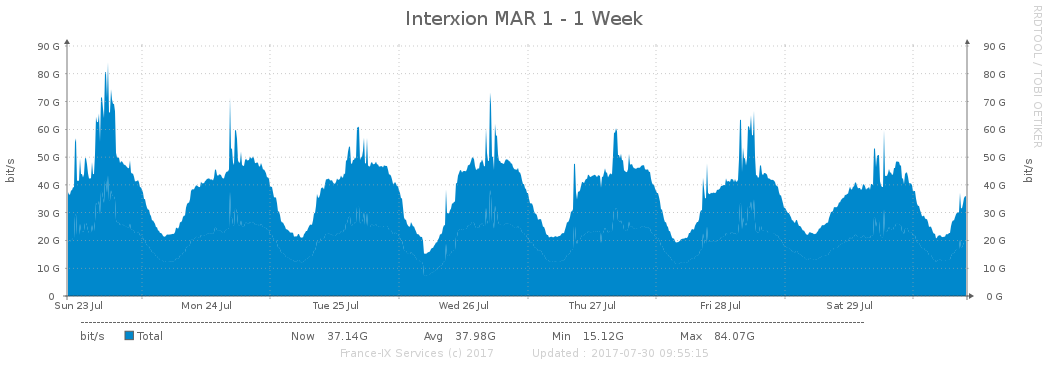 Interxion MAR 1 - 1 Week
RRDTOOL / TOBI OETIKER
bit/s
bit/s
90 G 90 G
80 G 80 G
70 G 70 G
60 G 60 G
50 G 50 G
40 G 40 G
30 G 30 G
20 G 20 G
10 G 10 G
0 0 G
Sun 23 Jul Mon 24 Jul Tue 25 Jul Wed 26 Jul Thu 27 Jul Fri 28 Jul Sat 29 Jul
bit/s Total Now 37.14G Avg 37.98G Min 15.12G Max 84.07G
France-IX Services (c) 2017 Updated : 2017-07-30 09:55:15